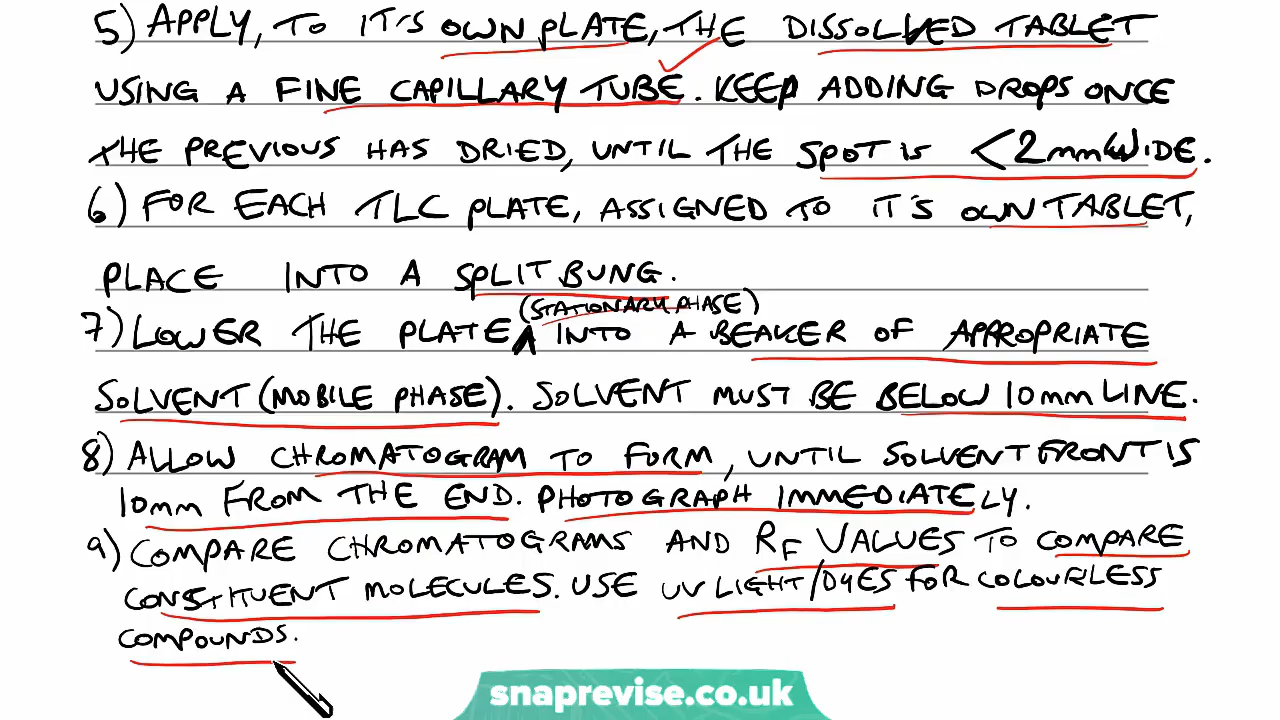 5) APPLY, TO IT'S OWN PLATE, THE DISSOLVED TABLET
USING A FINE CAPILLARY TUBE. KEEP ADDING DROPS ONCE
THE PREVIOUS HAS DRIED, UNTIL THE SPOT IS <2mm WIDE.
6) FOR EACH TLC PLATE, ASSIGNED TO IT'S OWN TABLET,
PLACE INTO A SPLIT BUNG.
(STATIONARY PHASE)
7) LOWER THE PLATE ∧ INTO A BEAKER OF APPROPRIATE
SOLVENT (MOBILE PHASE). SOLVENT MUST BE BELOW 10mm LINE.
8) ALLOW CHROMATOGRAM TO FORM, UNTIL SOLVENT FRONT IS
10mm FROM THE END. PHOTOGRAPH IMMEDIATELY.
9) COMPARE CHROMATOGRAMS AND RF VALUES TO COMPARE
CONSTITUENT MOLECULES. USE UV LIGHT/DYES FOR COLOURLESS
COMPOUNDS.
snaprevise.co.uk